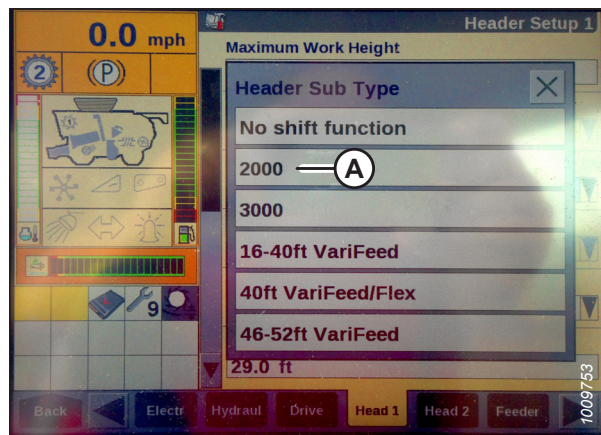 0.0 mph
Header Setup 1
Maximum Work Height
2
(P)
Header Sub Type
No shift function
2000
A
3000
16-40ft VariFeed
40ft VariFeed/Flex
46-52ft VariFeed
9
29.0 ft
Back
Electr
Hydraul
Drive
Head 1
Head 2
Feeder
1009753